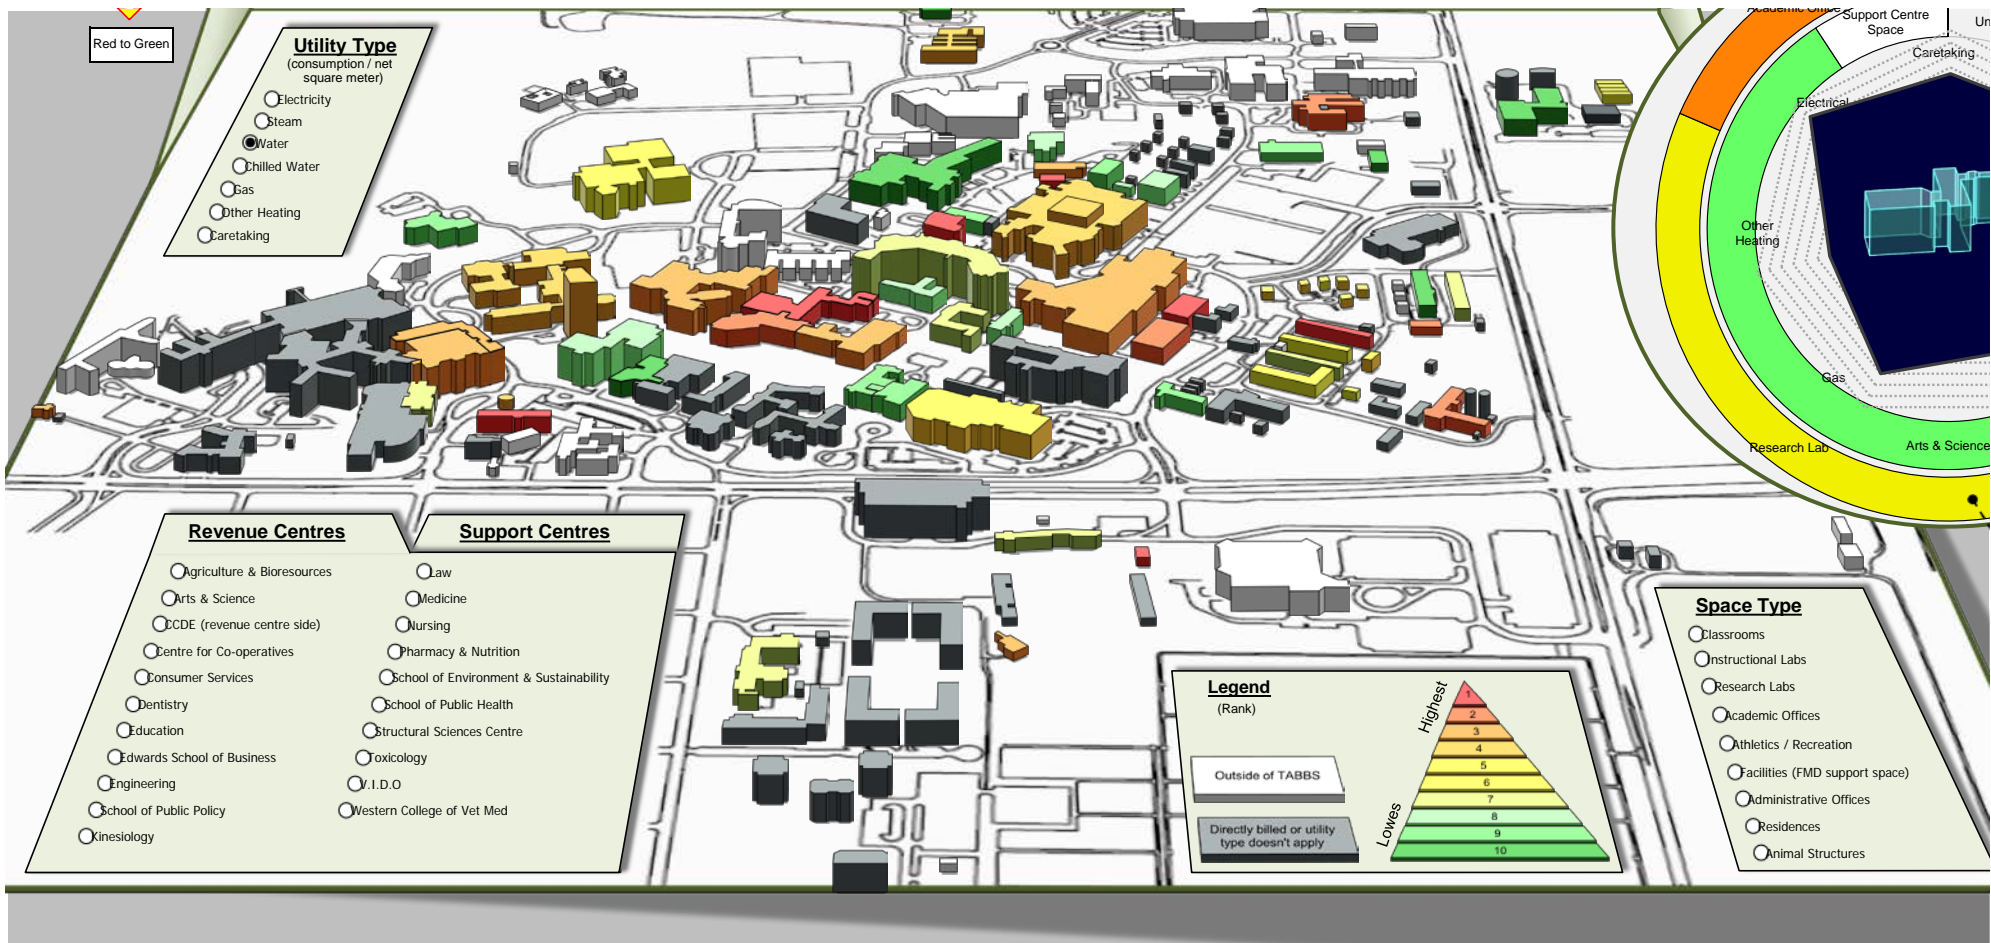 Red to Green
Utility Type
(consumption / net
square meter)
Electricity
Steam
Water
Chilled Water
Gas
Other Heating
Caretaking
Academic Office
Support Centre
Space
Un
Caretaking
Electrical
Other
Heating
Gas
Research Lab
Arts & Science
Revenue Centres
Agriculture & Bioresources
Arts & Science
CCDE (revenue centre side)
Centre for Co-operatives
Consumer Services
Dentistry
Education
Edwards School of Business
Engineering
School of Public Policy
Kinesiology
Support Centres
Law
Medicine
Nursing
Pharmacy & Nutrition
School of Environment & Sustainability
School of Public Health
Structural Sciences Centre
Toxicology
V.I.D.O
Western College of Vet Med
Legend
(Rank)
Outside of TABBS
Directly billed or utility
type doesn't apply
Highest
Lowes
1
2
3
4
5
6
7
8
9
10
Space Type
Classrooms
Instructional Labs
Research Labs
Academic Offices
Athletics / Recreation
Facilities (FMD support space)
Administrative Offices
Residences
Animal Structures